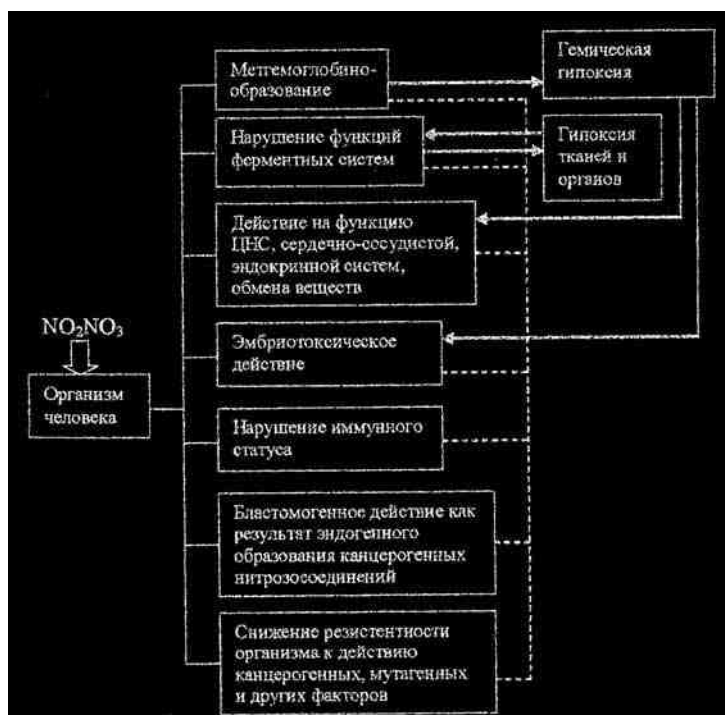 Метгемоглобино-
образование
Гемическая
гипоксия
Нарушение функций
ферментных систем
Гипоксия
тканей и
органов
Действие на функцию
ЦНС, сердечно-сосудистой,
эндокринной систем,
обмена веществ
NO₂NO₃
Организм
человека
Эмбриотоксическое
действие
Нарушение иммунного
статуса
Бластомогенное действие как
результат эндогенного
образования канцерогенных
нитрозосоединений
Снижение резистентности
организма к действию
канцерогенных, мутагенных
и других факторов